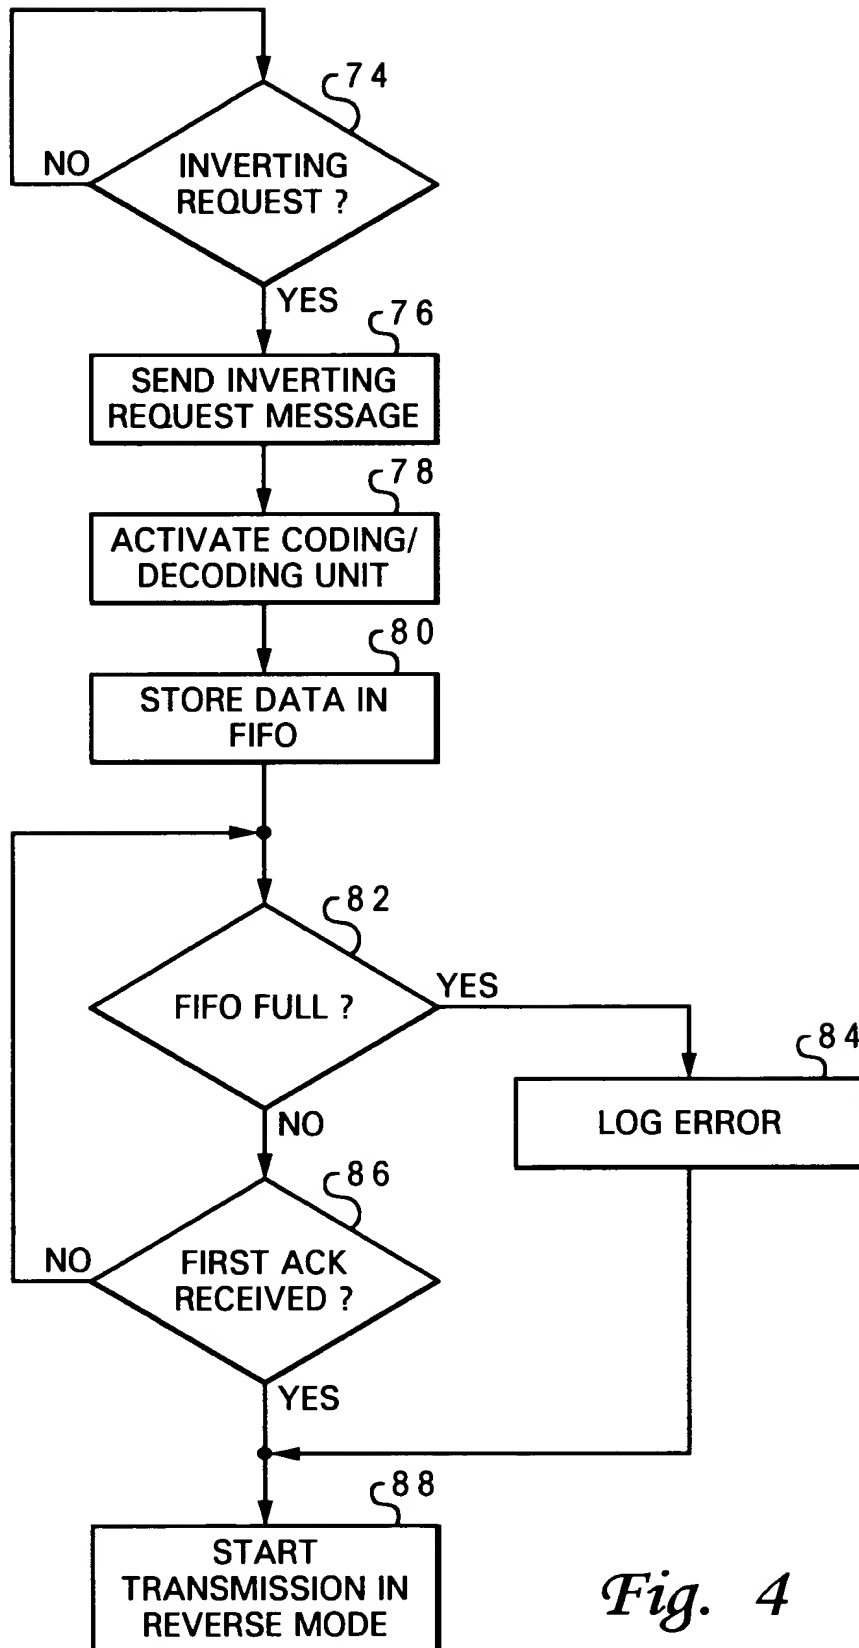 74
NO
INVERTING
REQUEST ?
YES
76
SEND INVERTING
REQUEST MESSAGE
78
ACTIVATE CODING/
DECODING UNIT
80
STORE DATA IN
FIFO
82
FIFO FULL ?
YES
84
LOG ERROR
NO
86
NO
FIRST ACK
RECEIVED ?
YES
88
START
TRANSMISSION IN
REVERSE MODE
Fig. 4